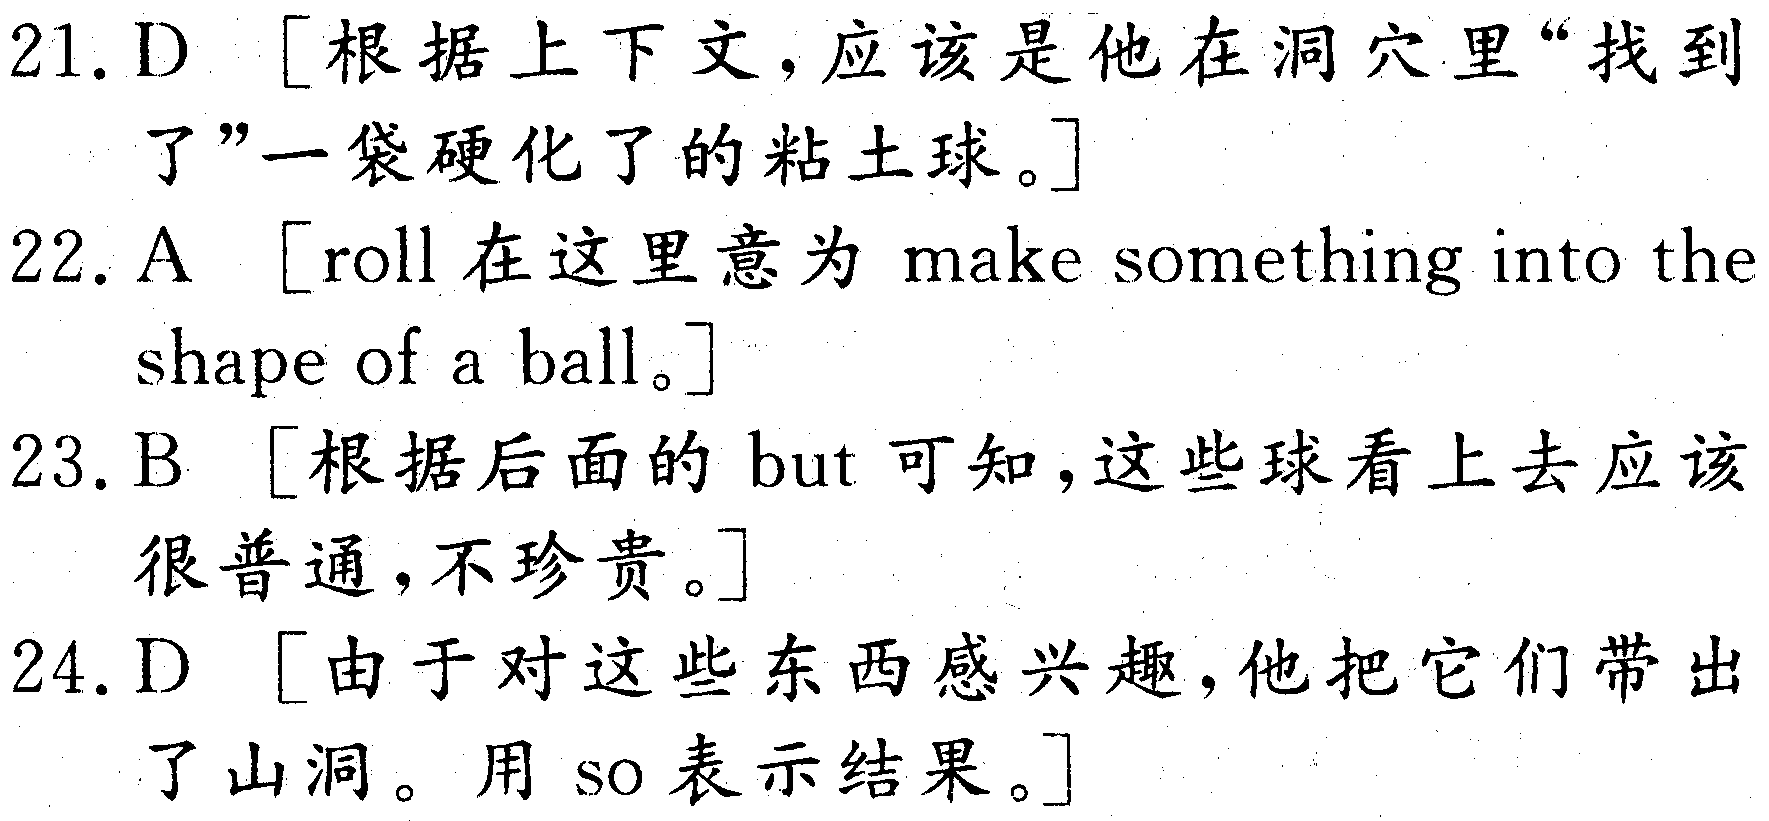 21. D [根据上下文,应该是他在洞穴里“找到
了”一袋硬化了的粘土球。]
22. A [roll 在这里意为 make something into the
shape of a ball。]
23. B [根据后面的 but 可知,这些球看上去应该
很普通,不珍贵。]
24. D [由于对这些东西感兴趣,他把它们带出
了山洞。用 so 表示结果。]